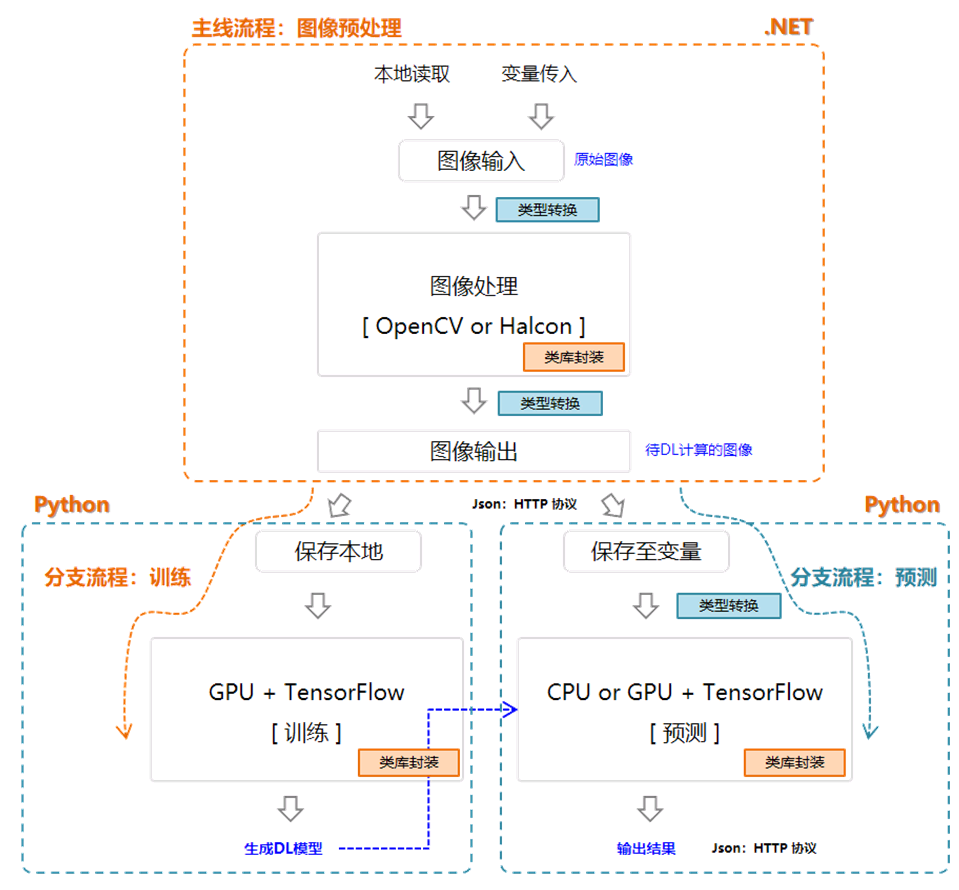 主线流程：图像预处理
.NET
本地读取
变量传入
图像输入
原始图像
类型转换
图像处理
[ OpenCV or Halcon ]
类库封装
类型转换
图像输出
待DL计算的图像
Python
Json：HTTP 协议
Python
保存本地
保存至变量
分支流程：训练
分支流程：预测
类型转换
GPU + TensorFlow
[ 训练 ]
类库封装
CPU or GPU + TensorFlow
[ 预测 ]
类库封装
生成DL模型
输出结果
Json：HTTP 协议